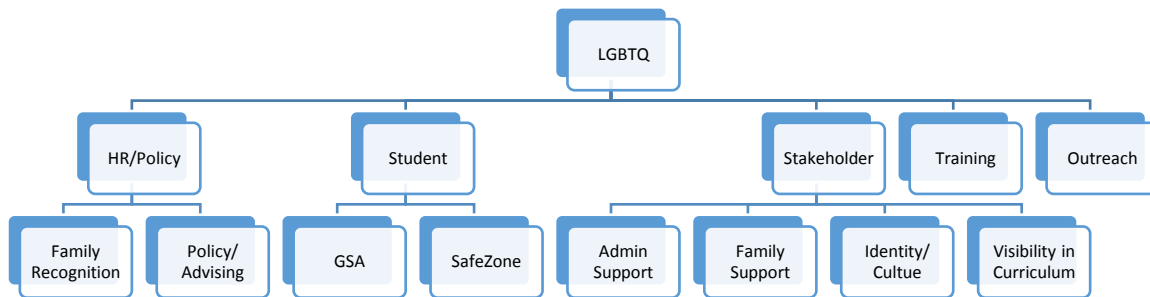 LGBTQ
HR/Policy
Student
Stakeholder
Training
Outreach
Family
Recognition
Policy/
Advising
GSA
SafeZone
Admin
Support
Family
Support
Identity/
Cultue
Visibility in
Curriculum